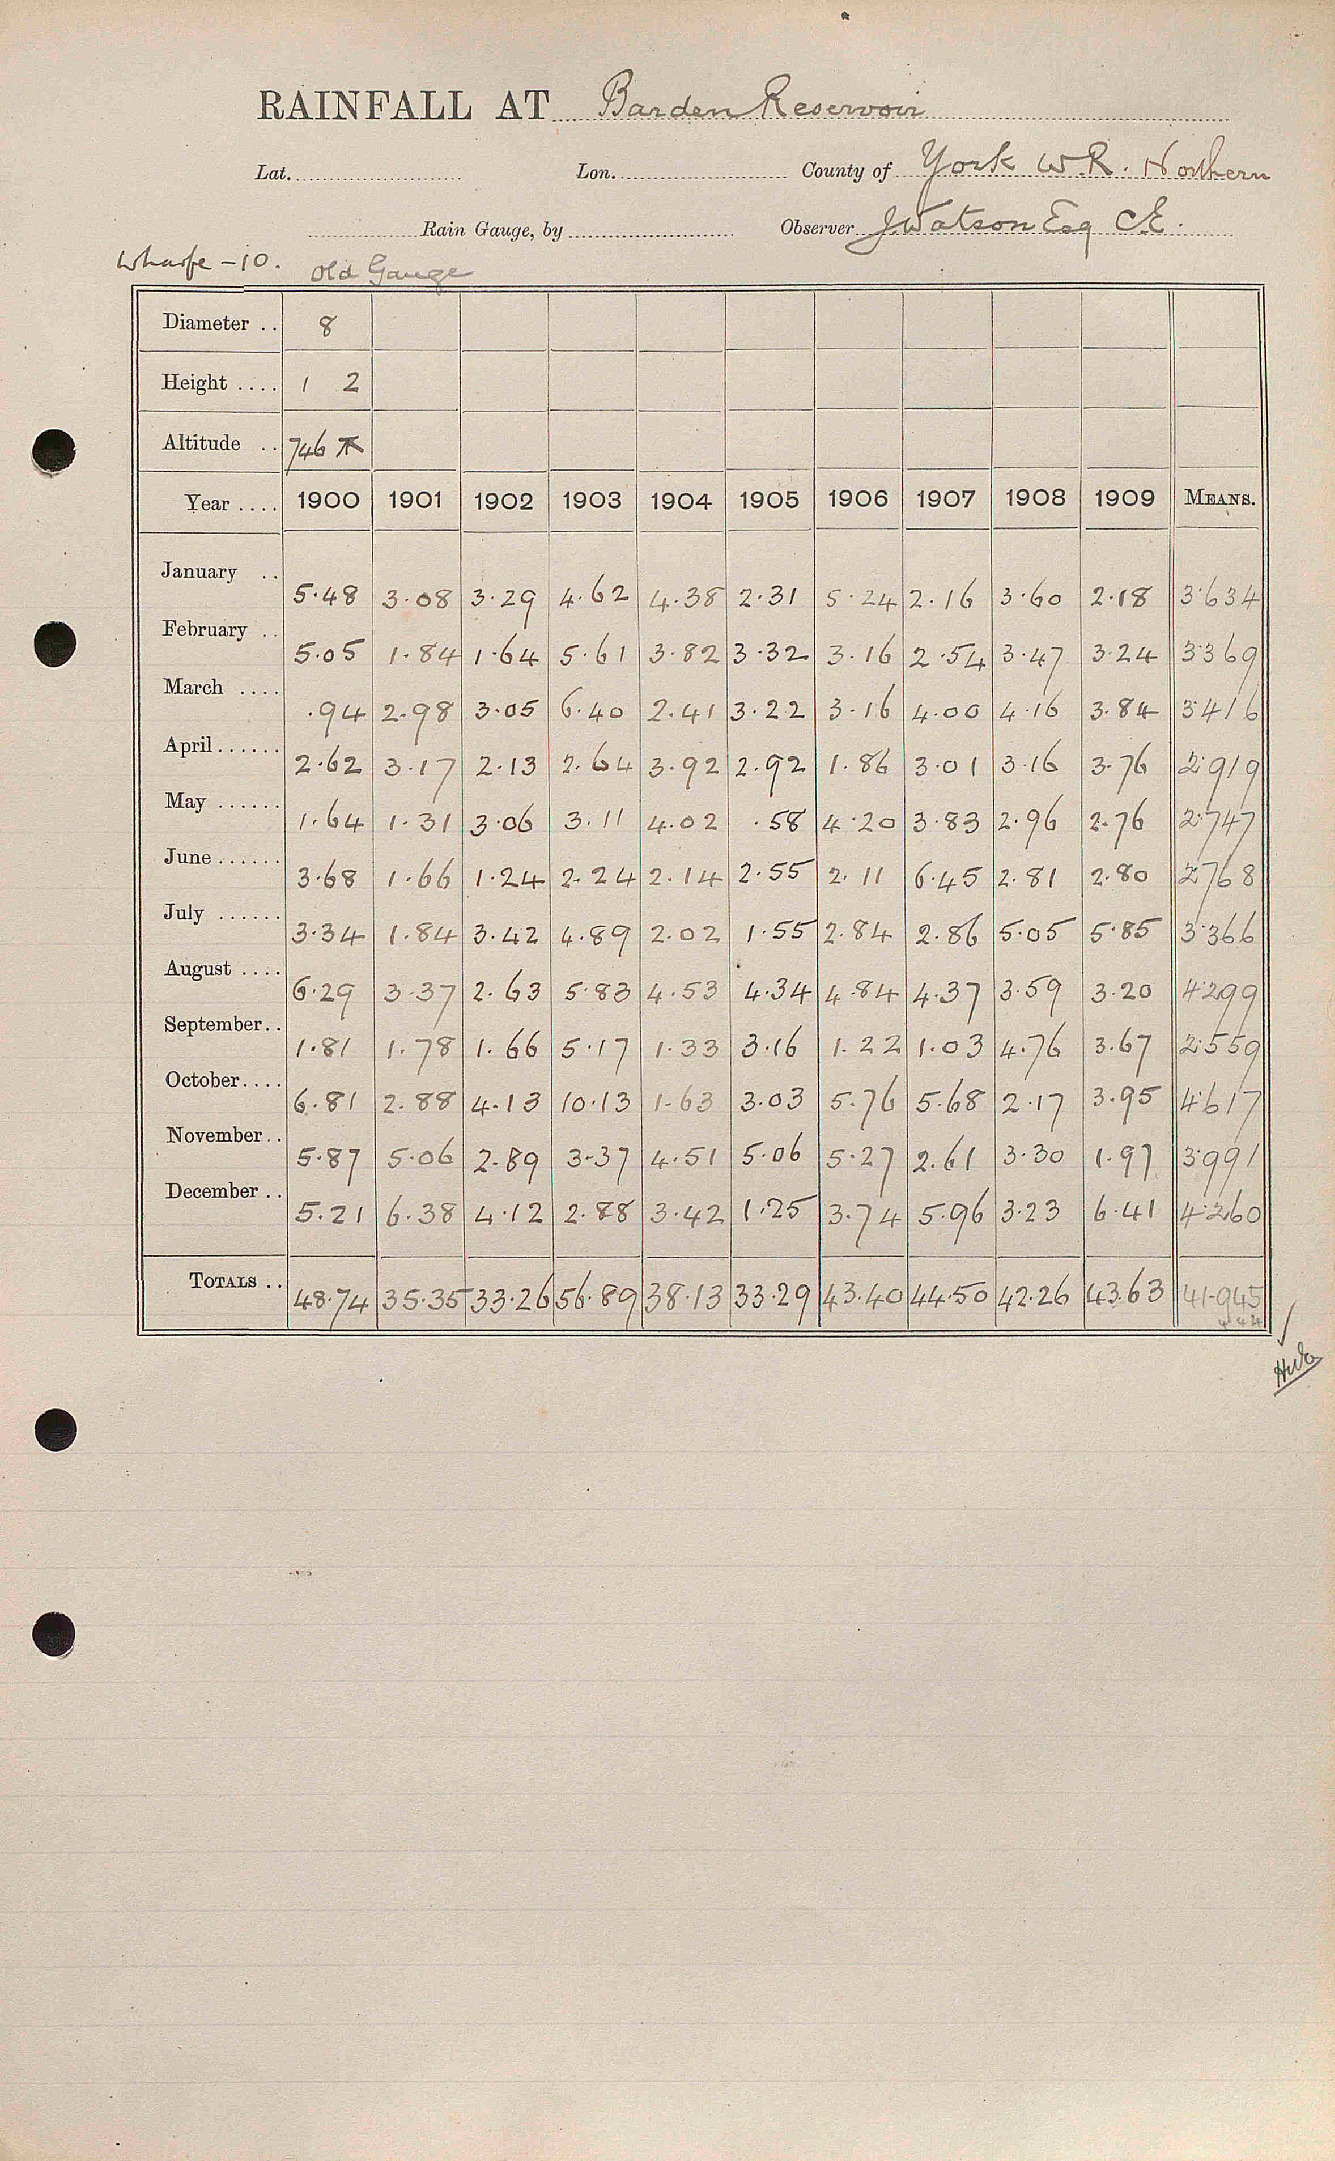 RAINFALL AT Barden Reservoir
Lat. Lon. County of York W.R. Northern
Rain Gauge, by Observer J Watson Esq C.E.
Wharfe - 10. Old Gauge
Diameter .. 8
Height .... 1 2
Altitude .. 746
Year .... 1900 1901 1902 1903 1904 1905 1906 1907 1908 1909 MEANS.
January .. 5.48 3.08 3.29 4.62 4.38 2.31 5.24 2.16 3.60 2.18 3.634
February .. 5.05 1.84 1.64 5.61 3.82 3.32 3.16 2.54 3.47 3.24 3369
March .... .94 2.98 3.05 6.40 2.41 3.22 3.16 4.00 4.16 3.84 3.416
April...... 2.62 3.17 2.13 2.64 3.92 2.92 1.86 3.01 3.16 3.76 2.919
May ...... 1.64 1.31 3.06 3.11 4.02 .58 4.20 3.83 2.96 2.76 2.747
June...... 3.68 1.66 1.24 2.24 2.14 2.55 2.11 6.45 2.81 2.80 2.768
July ...... 3.34 1.84 3.42 4.89 2.02 1.55 2.84 2.86 5.05 5.85 3.366
August .... 6.29 3.37 2.63 5.83 4.53 4.34 4.84 4.37 3.59 3.20 4.299
September.. 1.81 1.78 1.66 5.17 1.33 3.16 1.22 1.03 4.76 3.67 2.559
October.... 6.81 2.88 4.13 10.13 1.63 3.03 5.76 5.68 2.17 3.95 4.617
November.. 5.87 5.06 2.89 3.37 4.51 5.06 5.27 2.61 3.30 1.97 3.991
December .. 5.21 6.38 4.12 2.88 3.42 1.25 3.74 5.96 3.23 6.41 4.260
TOTALS .. 48.74 35.35 33.26 56.89 38.13 33.29 43.40 44.50 42.26 43.63 41.945